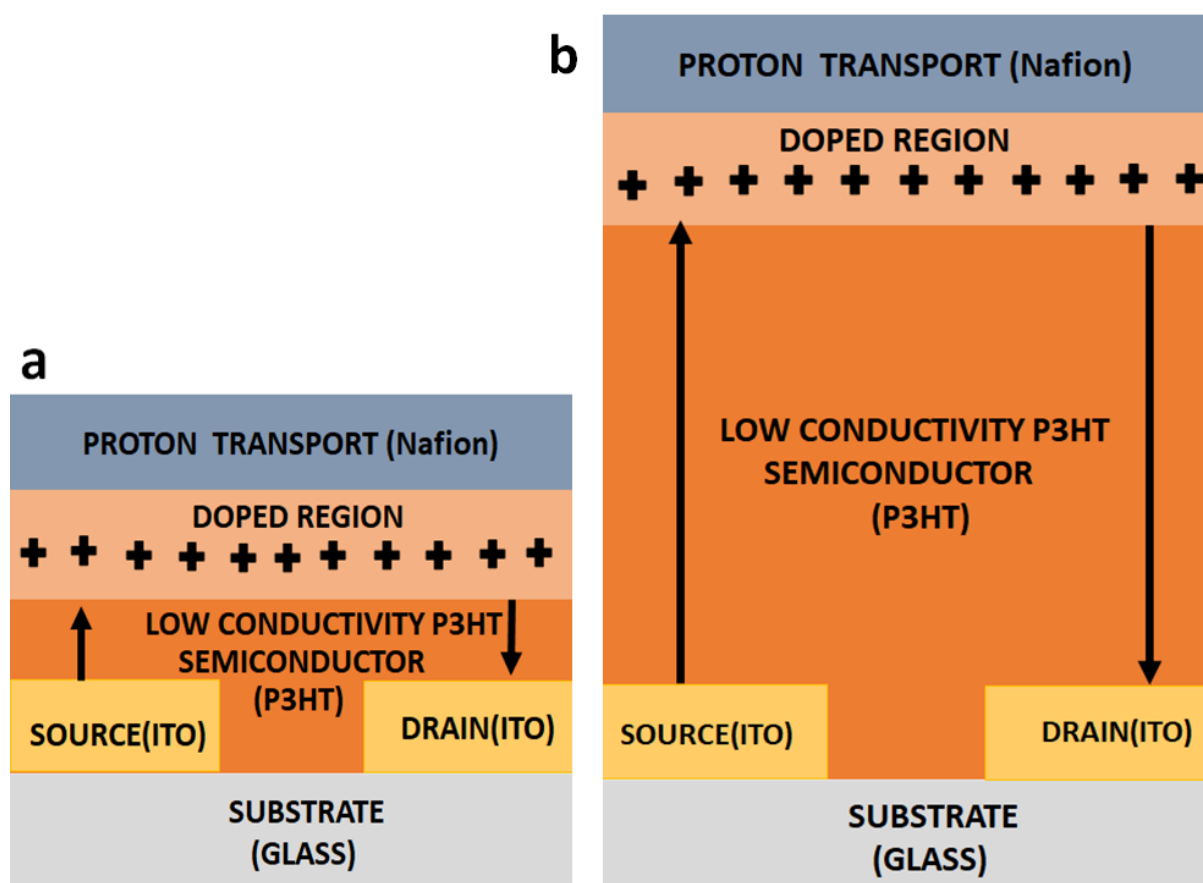 a
PROTON TRANSPORT (Nafion)
DOPED REGION
LOW CONDUCTIVITY P3HT
SEMICONDUCTOR
(P3HT)
SOURCE(ITO)
DRAIN(ITO)
SUBSTRATE
(GLASS)
b
PROTON TRANSPORT (Nafion)
DOPED REGION
LOW CONDUCTIVITY P3HT
SEMICONDUCTOR
(P3HT)
SOURCE(ITO)
DRAIN(ITO)
SUBSTRATE
(GLASS)